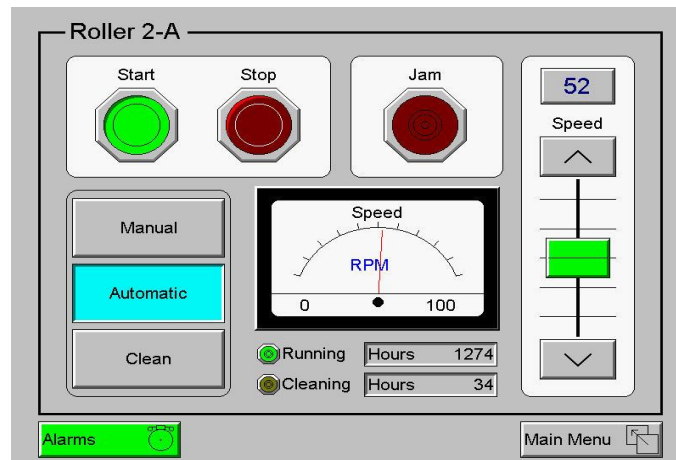 Roller 2-A
Start
Stop
Jam
52
Speed
Manual
Automatic
Clean
Speed
RPM
0
100
Running Hours 1274
Cleaning Hours 34
Alarms
Main Menu